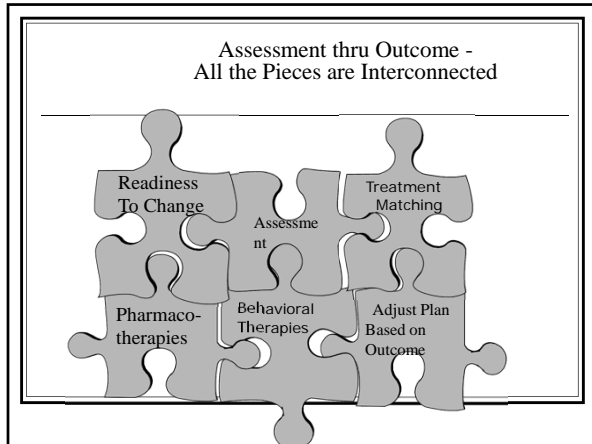 Assessment thru Outcome -
All the Pieces are Interconnected
Readiness
To Change
Assessme
nt
Treatment
Matching
Pharmaco-
therapies
Behavioral
Therapies
Adjust Plan
Based on
Outcome